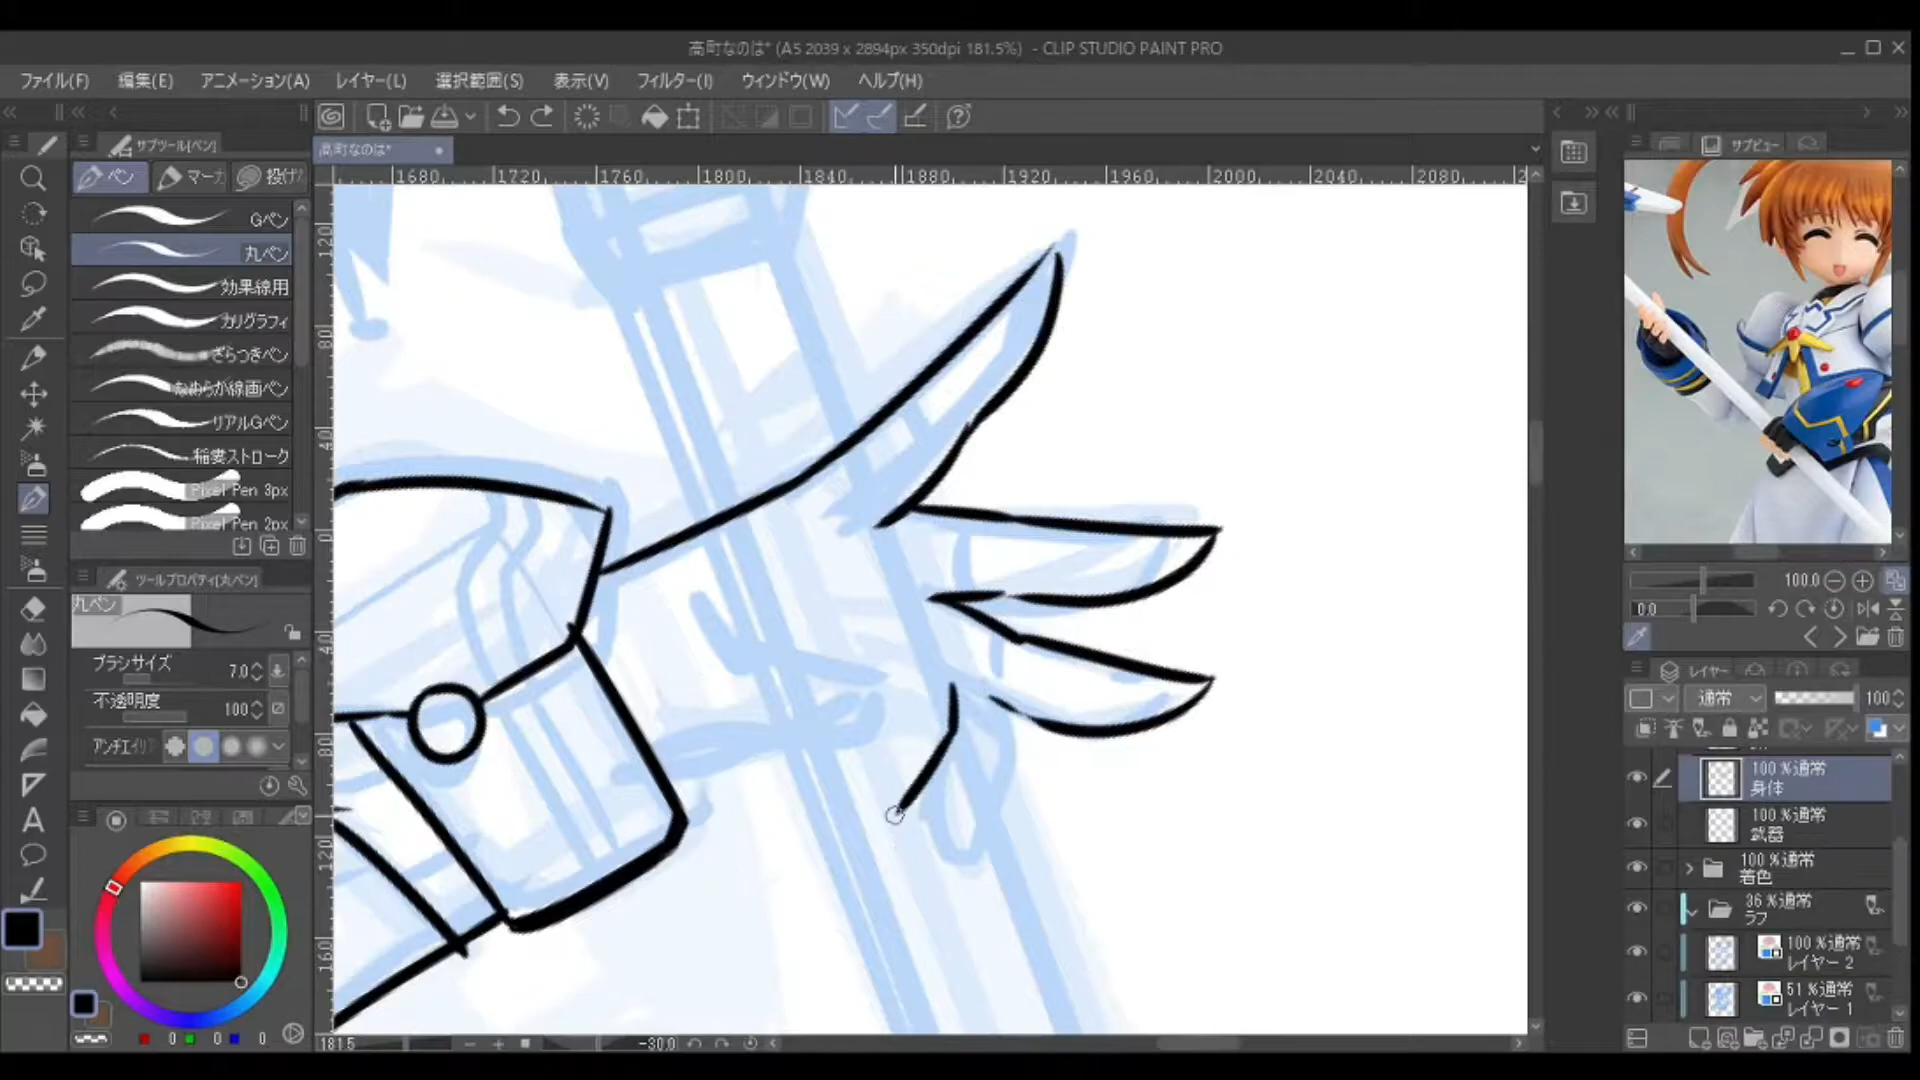 高町なのは* (A5 2039 x 2894px 350dpi 181.5%) - CLIP STUDIO PAINT PRO
ファイル(F) 編集(E) アニメーション(A) レイヤー(L) 選択範囲(S) 表示(V) フィルター(I) ウィンドウ(W) ヘルプ(H)
サブツール[ペン]
高町なのは*
サブビュー
ペン マーカ 投げ
1680 1720 1760 1800 1840 1880 1920 1960 2000 2040 2080 2
120
80
40
0
40
80
120
160
Gペン
丸ペン
効果線用
カリグラフィ
ざらつきペン
なめらか線画ペン
リアルGペン
稲妻ストローク
Pixel Pen 3px
Pixel Pen 2px
ツールプロパティ[丸ペン]
丸ペン
ブラシサイズ 7.0
不透明度 100
アンチエイリ
0 0 0
181.5 -30.0
100.0
0.0
レイヤー
通常 100
100 %通常
身体
100 %通常
武器
100 %通常
着色
36 %通常
ラフ
100 %通常
レイヤー 2
51 %通常
レイヤー 1